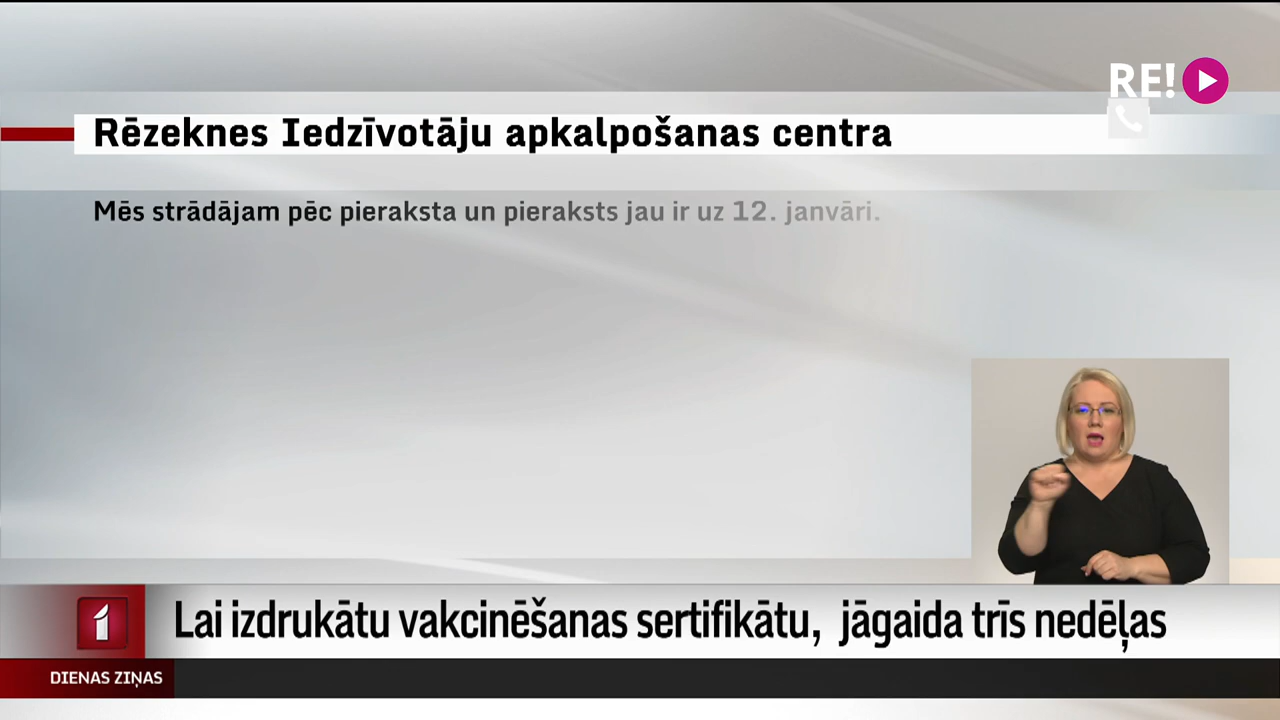 RE!
Rēzeknes Iedzīvotāju apkalpošanas centra
Mēs strādājam pēc pieraksta un pieraksts jau ir uz 12. janvāri.
1
Lai izdrukātu vakcinēšanas sertifikātu, jāgaida trīs nedēļas
DIENAS ZIŅAS